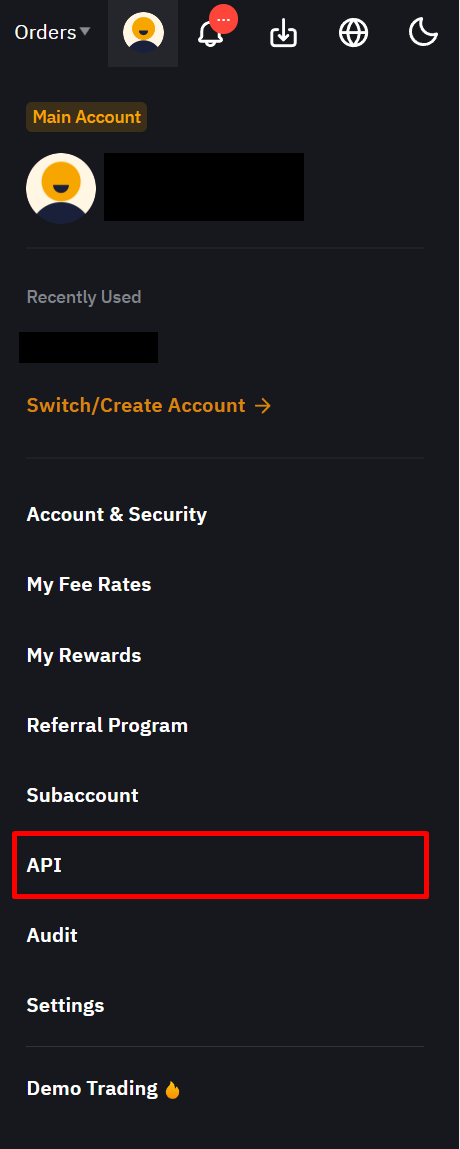 Orders
...
Main Account
Recently Used
Switch/Create Account
Account & Security
My Fee Rates
My Rewards
Referral Program
Subaccount
API
Audit
Settings
Demo Trading